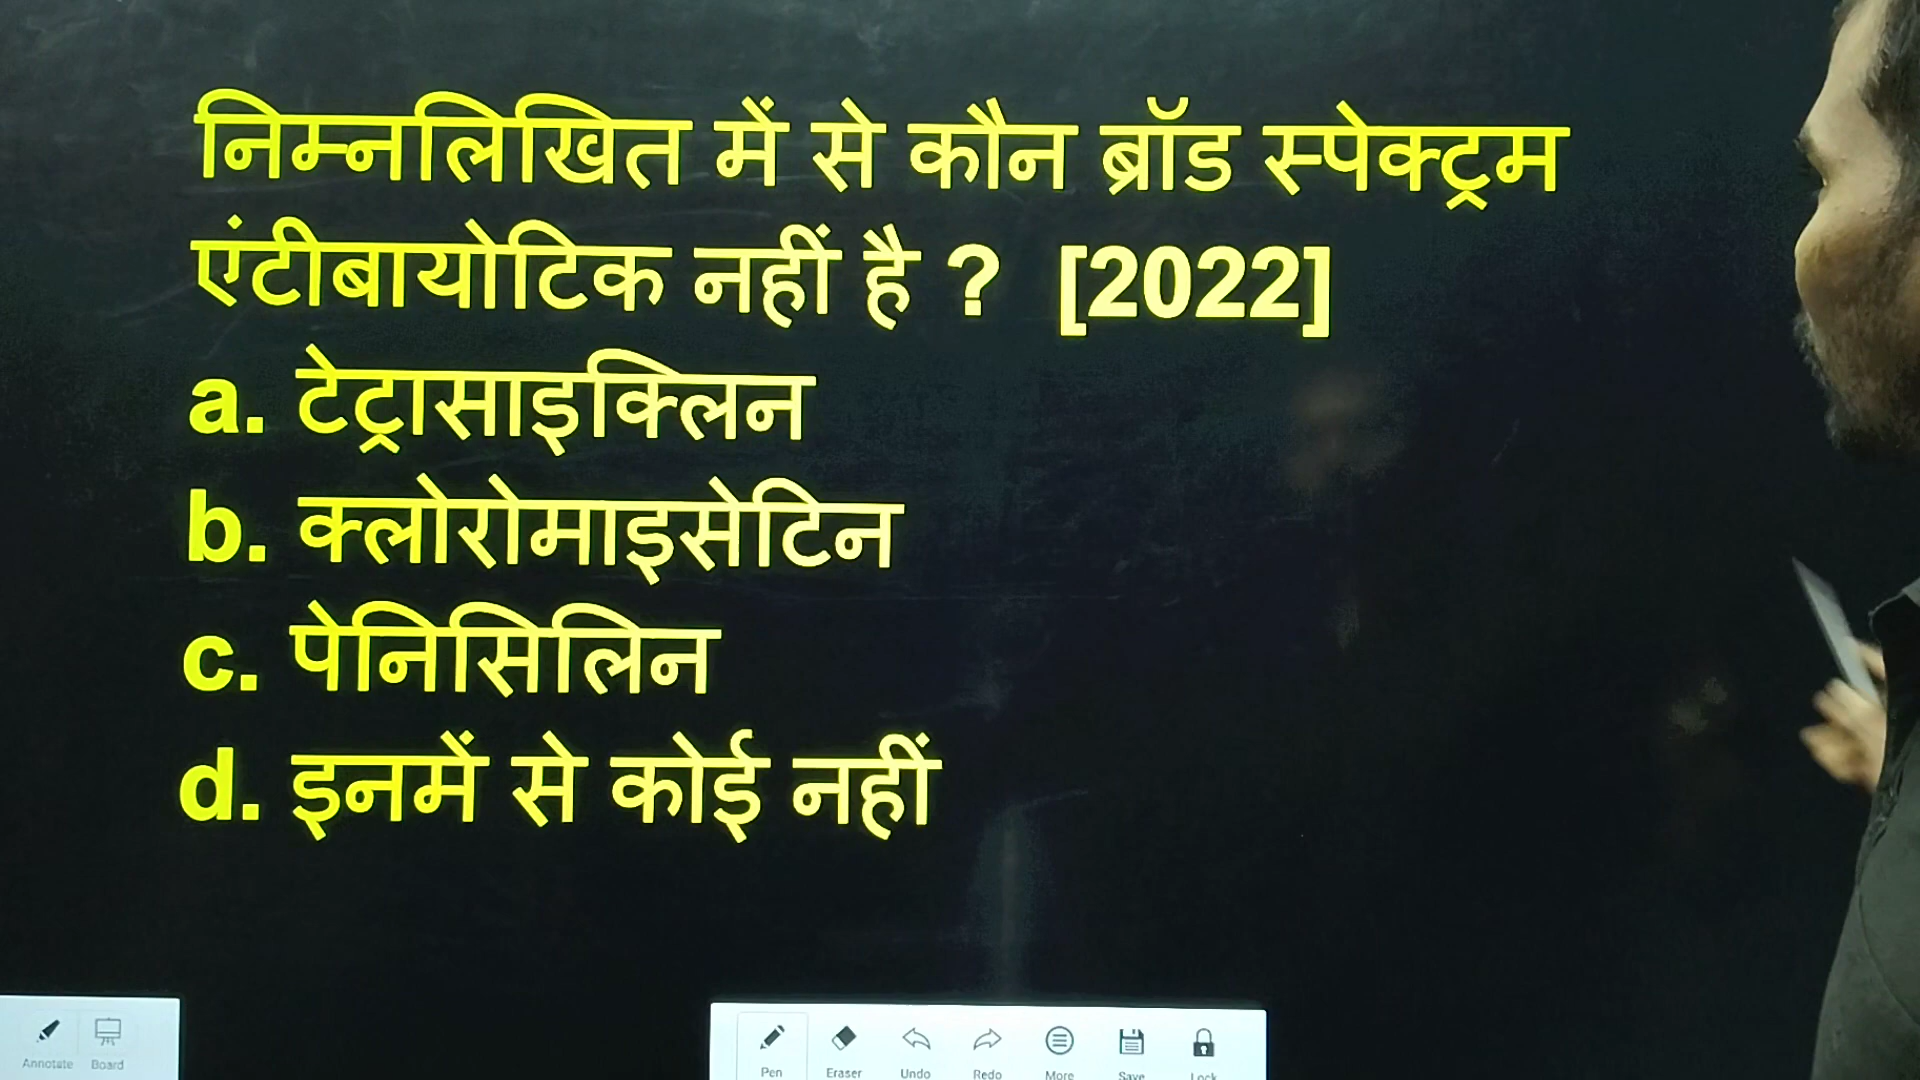 निम्नलिखित में से कौन ब्रॉड स्पेक्ट्रम
एंटीबायोटिक नहीं है ? [2022]
a. टेट्रासाइक्लिन
b. क्लोरोमाइसेटिन
c. पेनिसिलिन
d. इनमें से कोई नहीं
Annotate Board
Pen Eraser Undo Redo More Save Lock